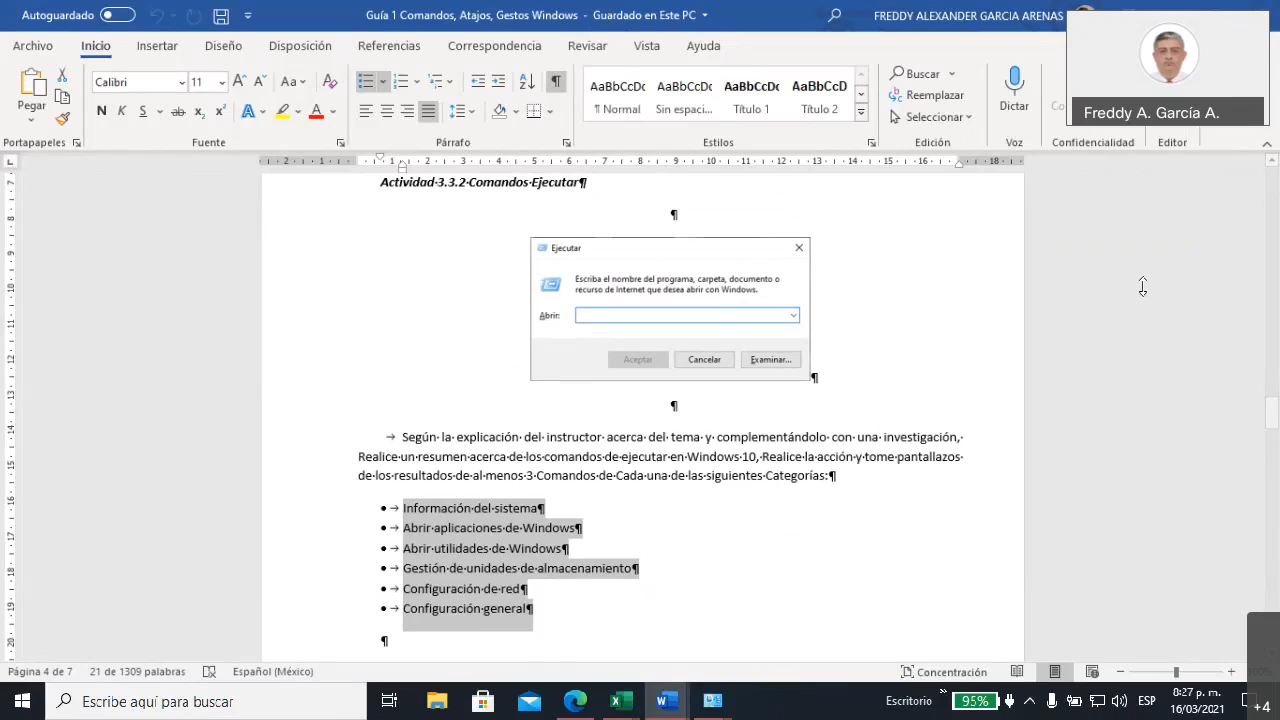 Autoguardado
Guía 1 Comandos, Atajos, Gestos Windows - Guardado en Este PC
FREDDY ALEXANDER GARCIA ARENAS
Archivo Inicio Insertar Diseño Disposición Referencias Correspondencia Revisar Vista Ayuda
Freddy A. García A.
Pegar
Calibri 11
Buscar
Reemplazar
Seleccionar
AaBbCcDc AaBbCcDc AaBbCcDc AaBbCcD
¶ Normal Sin espaci... Título 1 Título 2
Dictar
Portapapeles Fuente Párrafo Estilos Edición Voz Confidencialidad Editor
Actividad 3.3.2 Comandos Ejecutar¶
Ejecutar
Escriba el nombre del programa, carpeta, documento o
recurso de Internet que desea abrir con Windows.
Abrir:
Aceptar Cancelar Examinar...
Según la explicación del instructor acerca del tema y complementándolo con una investigación,
Realice un resumen acerca de los comandos de ejecutar en Windows 10, Realice la acción y tome pantallazos
de los resultados de al menos 3 Comandos de Cada una de las siguientes Categorías:¶
• Información del sistema¶
• Abrir aplicaciones de Windows¶
• Abrir utilidades de Windows¶
• Gestión de unidades de almacenamiento¶
• Configuración de red¶
• Configuración general¶
Página 4 de 7 21 de 1309 palabras Español (México) Concentración 100%
Escribe aquí para buscar
Escritorio 95% ESP 8:27 p. m. 16/03/2021
+4